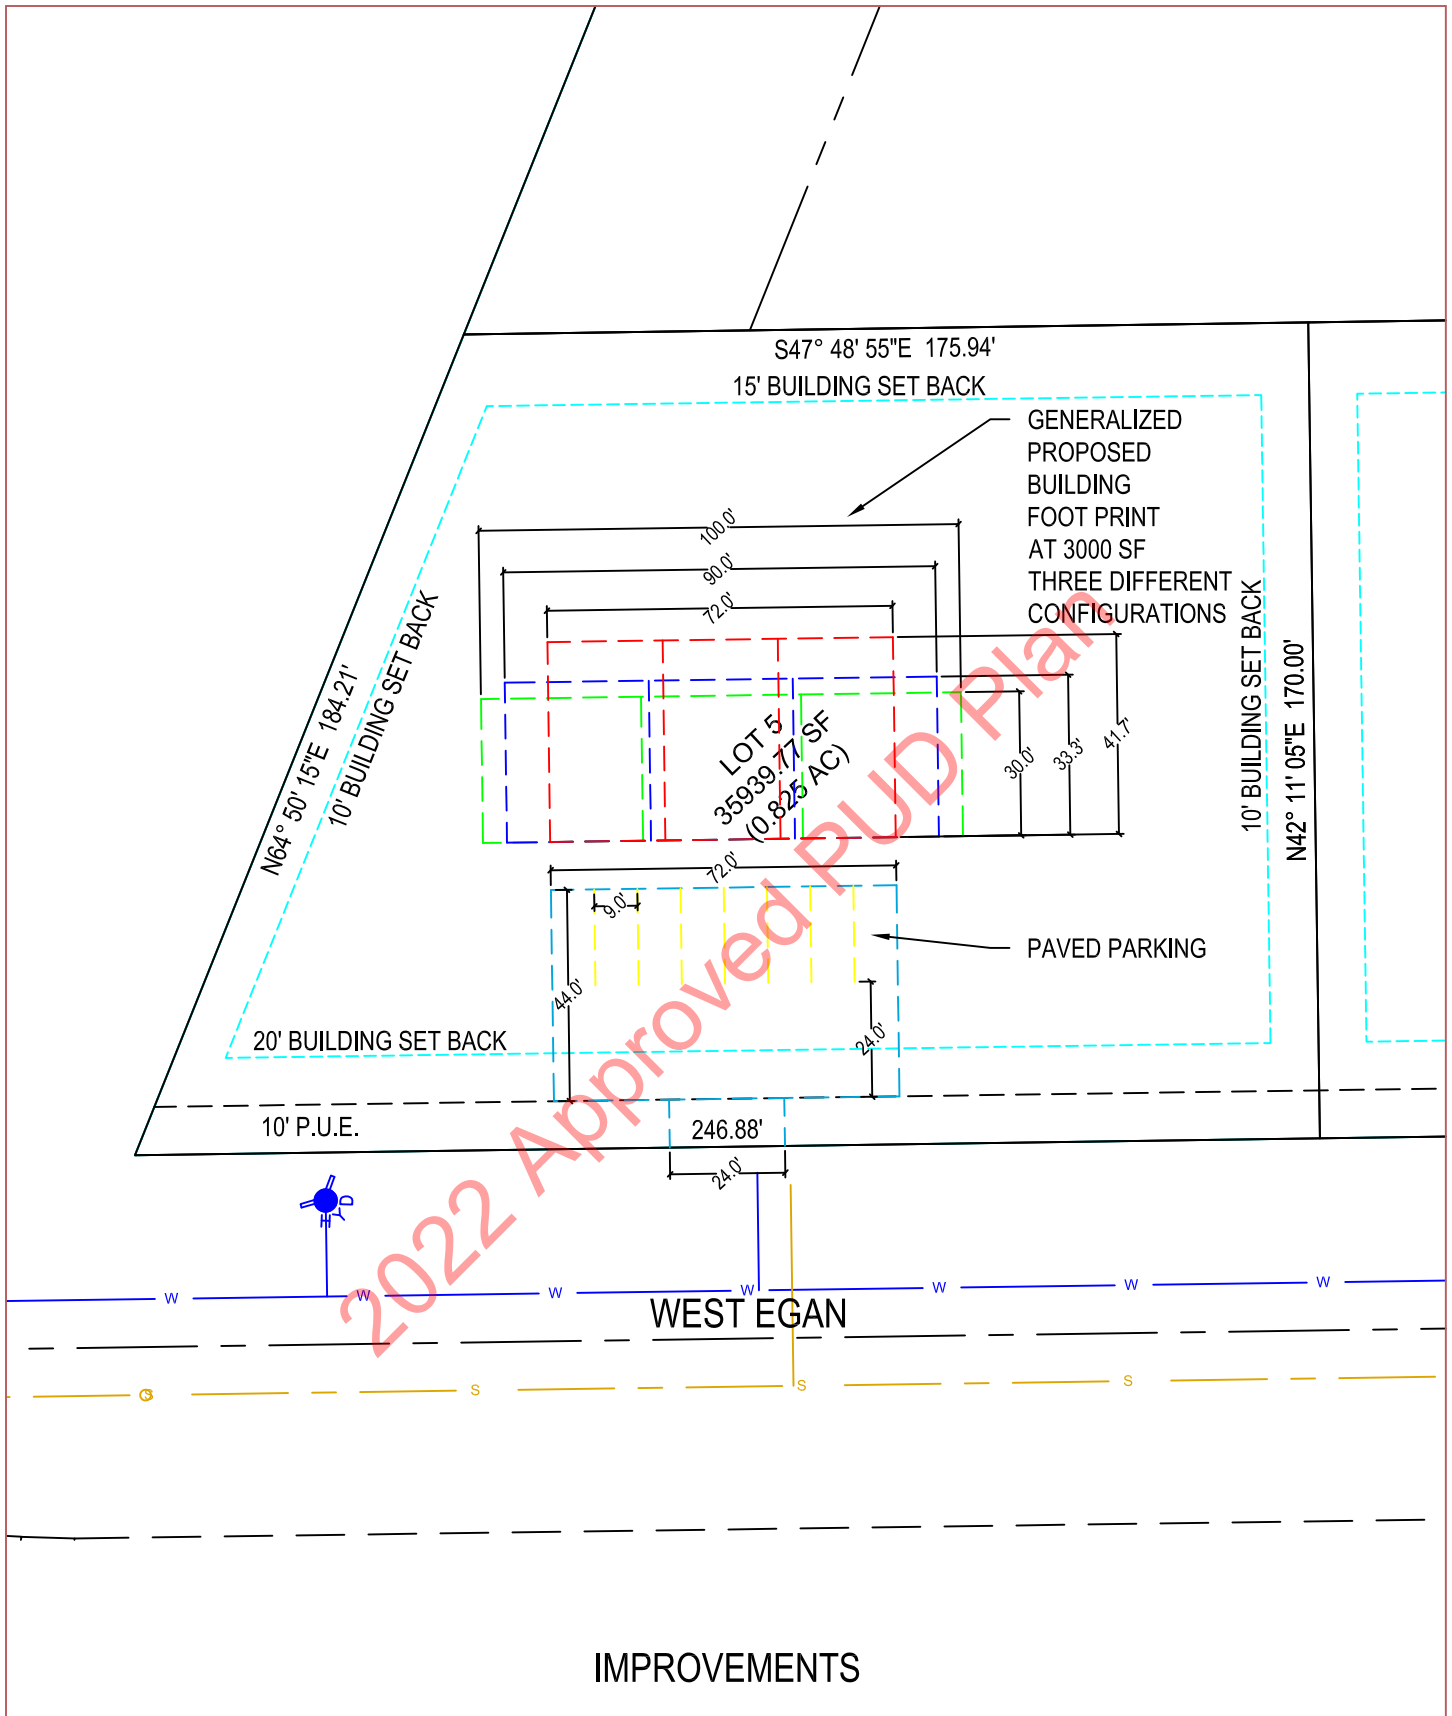 S47° 48' 55"E 175.94'
15' BUILDING SET BACK
GENERALIZED
PROPOSED
BUILDING
FOOT PRINT
AT 3000 SF
THREE DIFFERENT
CONFIGURATIONS
100.0'
90.0'
72.0'
N64° 50' 15"E 184.21'
10' BUILDING SET BACK
10' BUILDING SET BACK
N42° 11' 05"E 170.00'
LOT 5
35939.77 SF
(0.825 AC)
30.0'
33.3'
41.7'
72.0'
9.0'
44.0'
24.0'
PAVED PARKING
20' BUILDING SET BACK
10' P.U.E.
246.88'
24.0'
HYD
W W W W W W W
WEST EGAN
S S S S
2022 Approved PUD Plan
IMPROVEMENTS